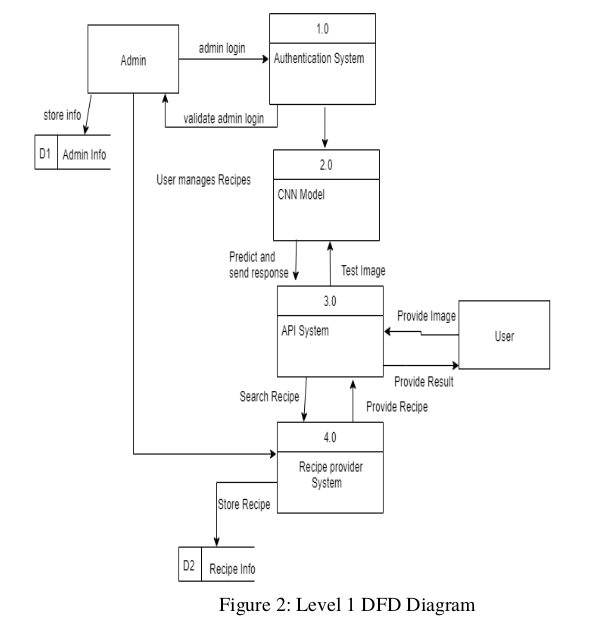 1.0
Admin
admin login
Authentication System
store info
validate admin login
D1
Admin Info
2.0
User manages Recipes
CNN Model
Predict and
send response
Test Image
3.0
Provide Image
API System
User
Provide Result
Search Recipe
Provide Recipe
4.0
Recipe provider
System
Store Recipe
D2
Recipe Info
Figure 2: Level 1 DFD Diagram